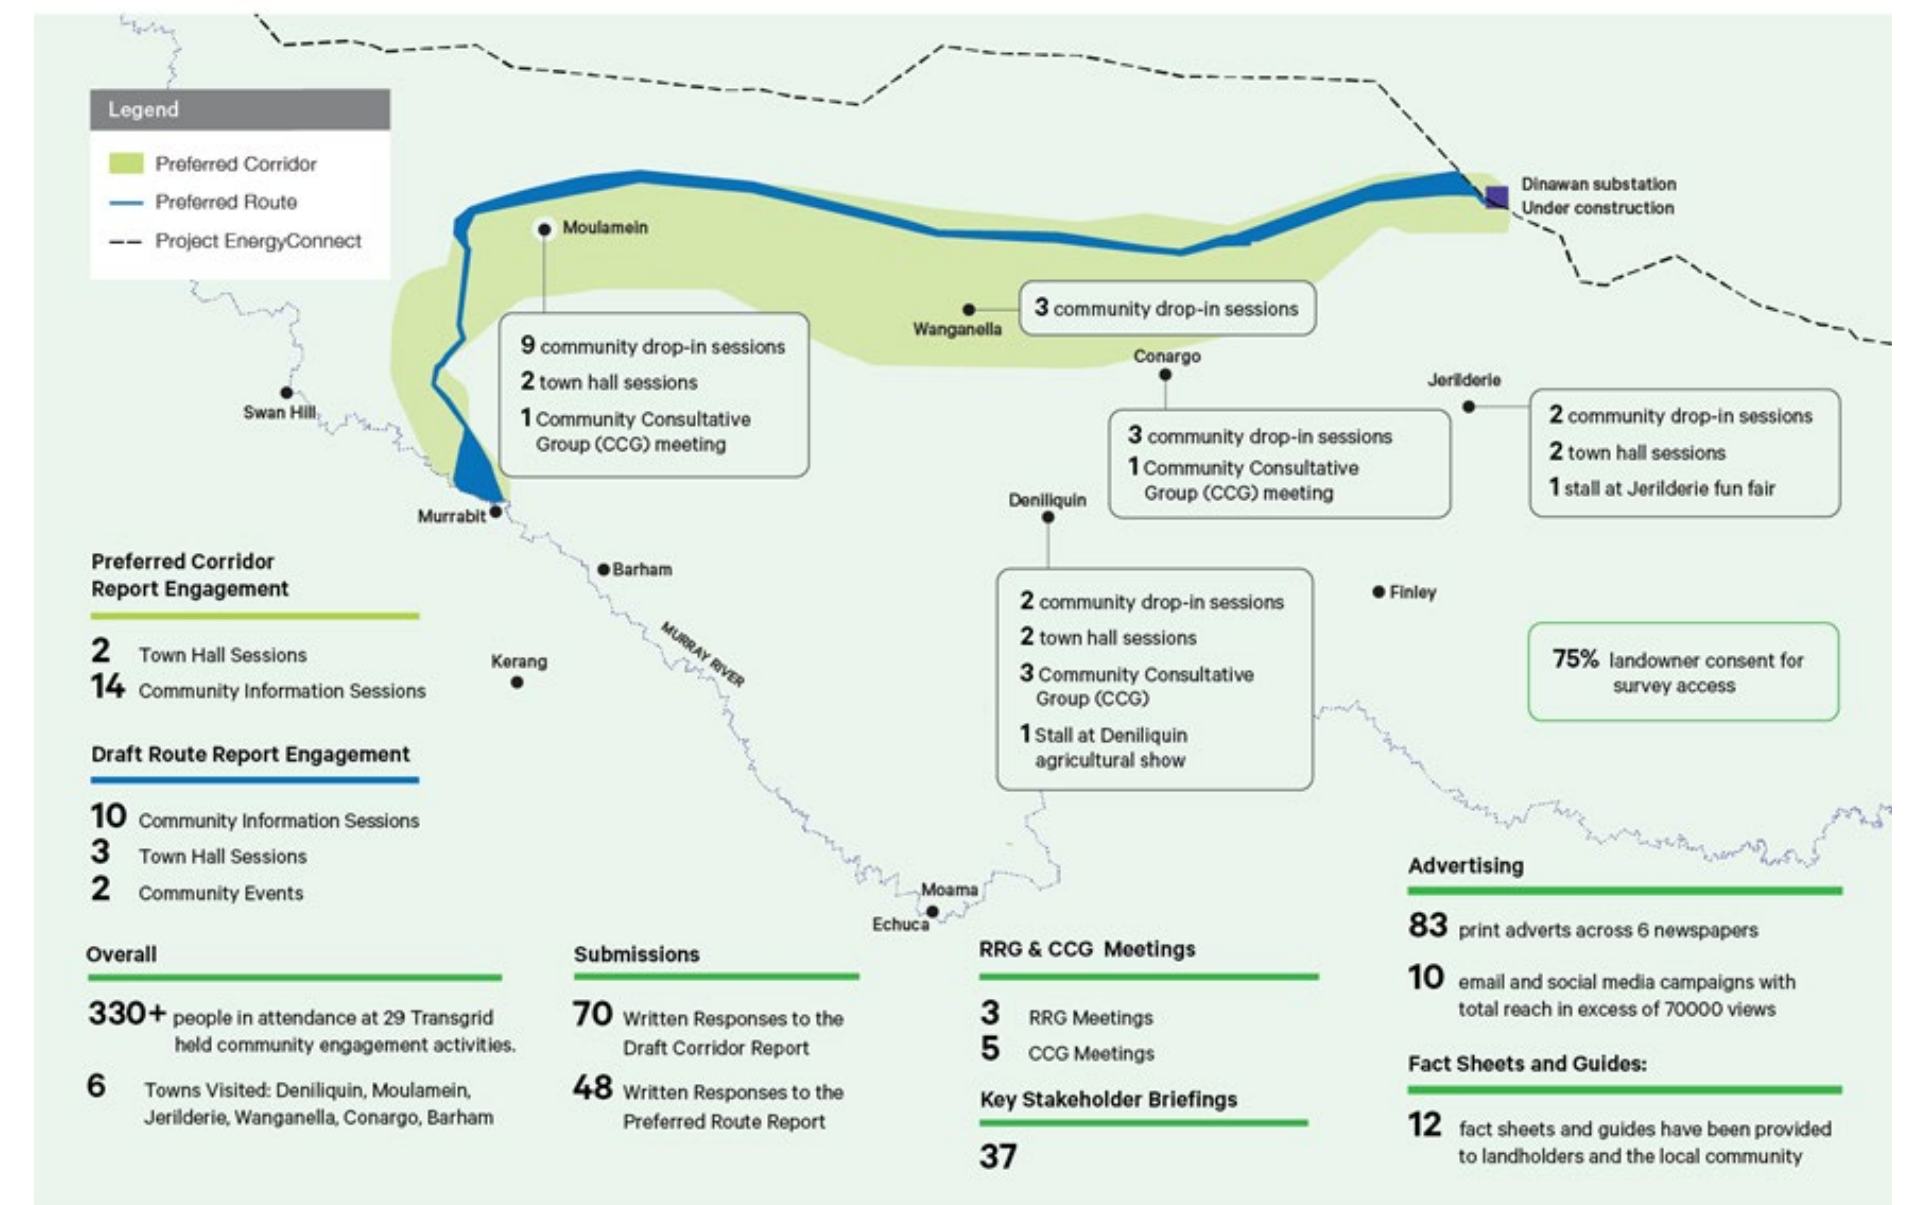 Legend
Preferred Corridor
Preferred Route
Project EnergyConnect
Dinawan substation
Under construction
Moulamein
9 community drop-in sessions
2 town hall sessions
1 Community Consultative
Group (CCG) meeting
Wanganella
3 community drop-in sessions
Conargo
3 community drop-in sessions
1 Community Consultative
Group (CCG) meeting
Jerilderie
2 community drop-in sessions
2 town hall sessions
1 stall at Jerilderie fun fair
Swan Hill
Murrabit
Barham
Kerang
MURRAY RIVER
Deniliquin
2 community drop-in sessions
2 town hall sessions
3 Community Consultative
Group (CCG)
1 Stall at Deniliquin
agricultural show
Finley
75% landowner consent for
survey access
Moama
Echuca
Preferred Corridor
Report Engagement
2 Town Hall Sessions
14 Community Information Sessions
Draft Route Report Engagement
10 Community Information Sessions
3 Town Hall Sessions
2 Community Events
Overall
330+ people in attendance at 29 Transgrid
held community engagement activities.
6 Towns Visited: Deniliquin, Moulamein,
Jerilderie, Wanganella, Conargo, Barham
Submissions
70 Written Responses to the
Draft Corridor Report
48 Written Responses to the
Preferred Route Report
RRG & CCG Meetings
3 RRG Meetings
5 CCG Meetings
Key Stakeholder Briefings
37
Advertising
83 print adverts across 6 newspapers
10 email and social media campaigns with
total reach in excess of 70000 views
Fact Sheets and Guides:
12 fact sheets and guides have been provided
to landholders and the local community